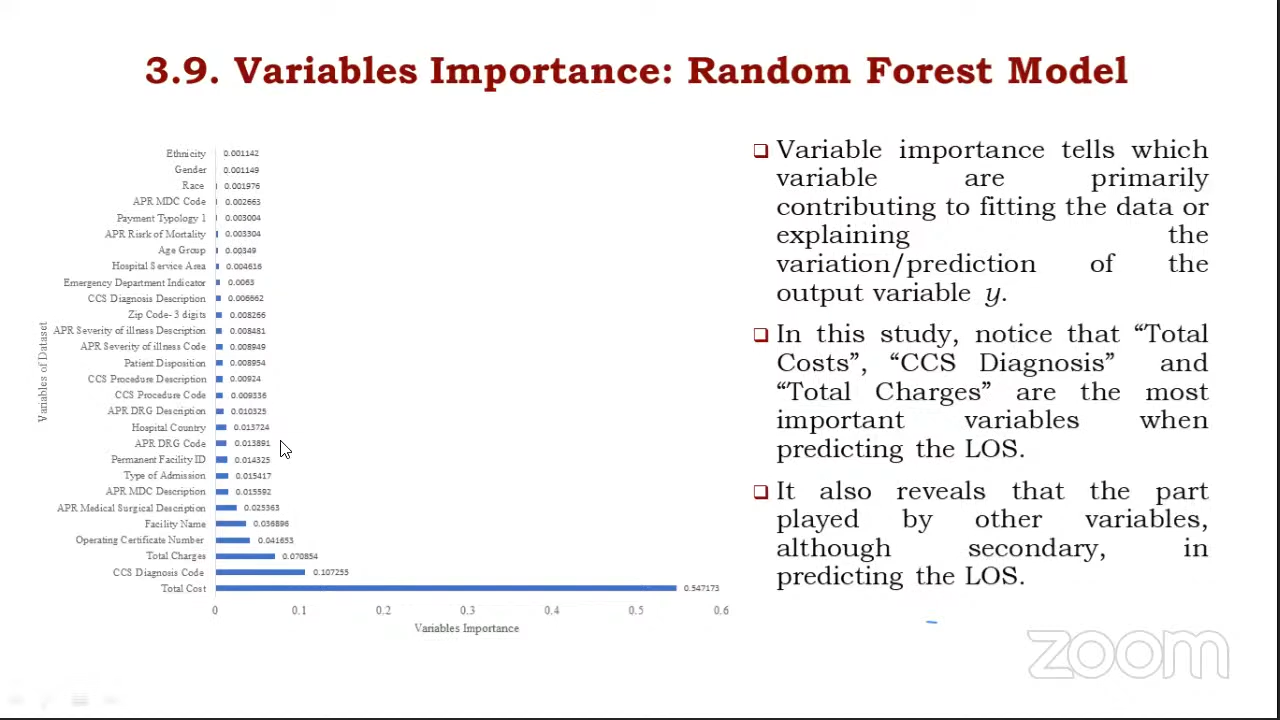 3.9. Variables Importance: Random Forest Model
Ethnicity 0.001142
Gender 0.001149
Race 0.001976
APR MDC Code 0.002663
Payment Typology 1 0.003004
APR Risrk of Mortality 0.003304
Age Group 0.00349
Hospital Service Area 0.004616
Emergency Department Indicator 0.0063
CCS Diagnosis Description 0.006662
Zip Code- 3 digits 0.008266
APR Severity of illness Description 0.008481
APR Severity of illness Code 0.008949
Patient Disposition 0.008954
CCS Procedure Description 0.00924
CCS Procedure Code 0.009336
APR DRG Description 0.010325
Hospital Country 0.013724
APR DRG Code 0.013891
Permanent Facility ID 0.014325
Type of Admission 0.015417
APR MDC Description 0.015592
APR Medical Surgical Description 0.025363
Facility Name 0.036896
Operating Certificate Number 0.041653
Total Charges 0.070854
CCS Diagnosis Code 0.107255
Total Cost 0.547173
0 0.1 0.2 0.3 0.4 0.5 0.6
Variables Importance
Variables of Dataset
Variable importance tells which
variable are primarily
contributing to fitting the data or
explaining the
variation/prediction of the
output variable y.
In this study, notice that “Total
Costs”, “CCS Diagnosis” and
“Total Charges” are the most
important variables when
predicting the LOS.
It also reveals that the part
played by other variables,
although secondary, in
predicting the LOS.
zoom